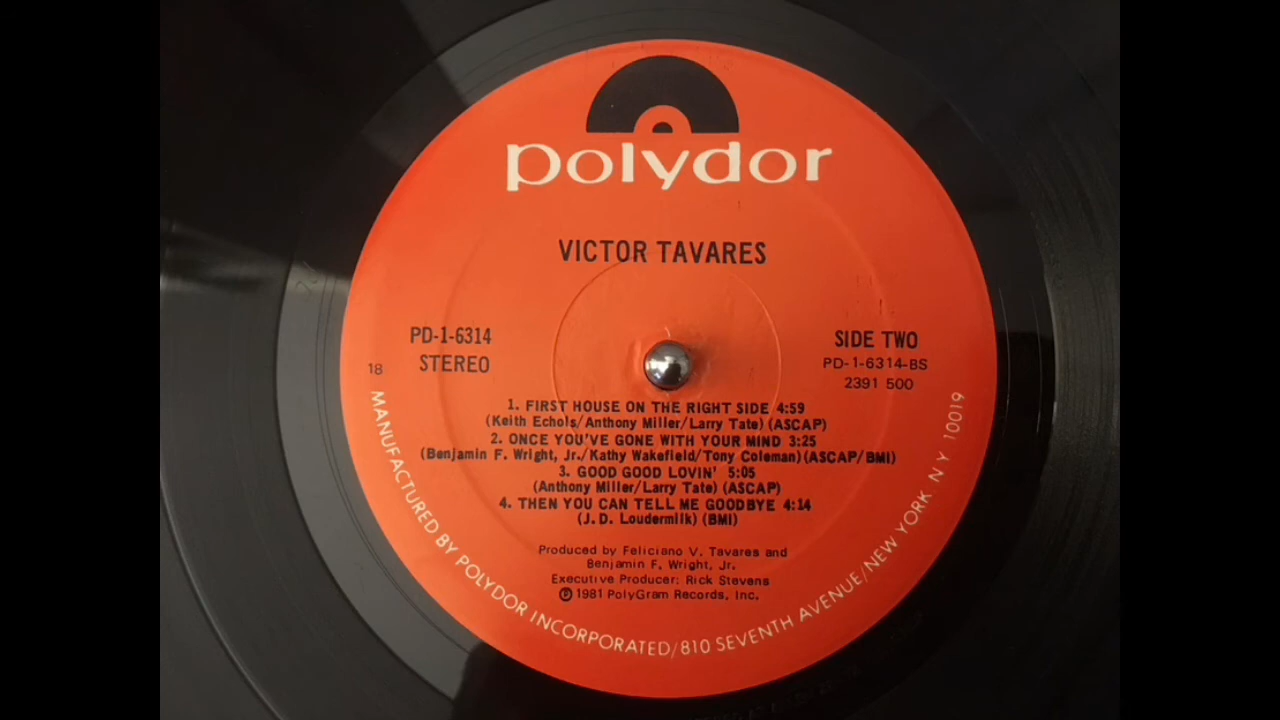 polydor
VICTOR TAVARES
PD-1-6314
STEREO
18
SIDE TWO
PD-1-6314-BS
2391 500
1. FIRST HOUSE ON THE RIGHT SIDE 4:59
(Keith Echols/Anthony Miller/Larry Tate) (ASCAP)
2. ONCE YOU'VE GONE WITH YOUR MIND 3:25
(Benjamin F. Wright, Jr./Kathy Wakefield/Tony Coleman) (ASCAP/BMI)
3. GOOD GOOD LOVIN' 5:05
(Anthony Miller/Larry Tate) (ASCAP)
4. THEN YOU CAN TELL ME GOODBYE 4:14
(J.D. Loudermilk) (BMI)
Produced by Feliciano V. Tavares and
Benjamin F. Wright, Jr.
Executive Producer: Rick Stevens
℗ 1981 PolyGram Records, Inc.
MANUFACTURED BY POLYDOR INCORPORATED/810 SEVENTH AVENUE/NEW YORK N Y 10019